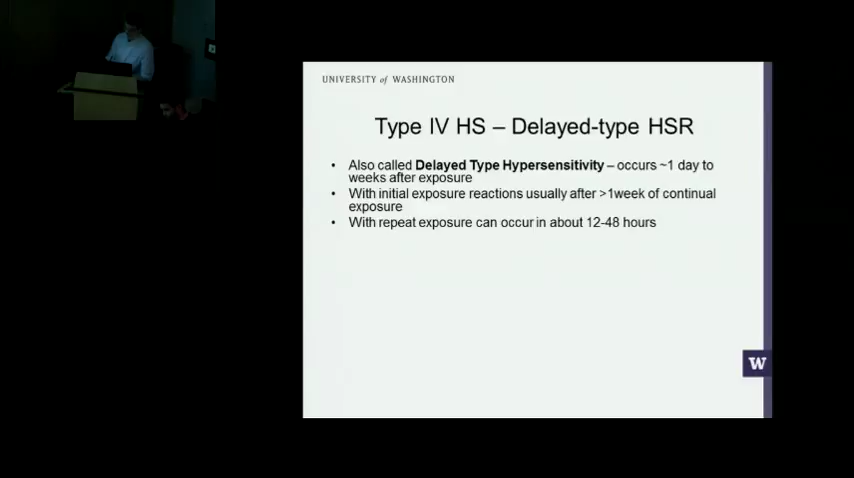 UNIVERSITY of WASHINGTON
Type IV HS – Delayed-type HSR
• Also called Delayed Type Hypersensitivity – occurs ~1 day to
weeks after exposure
• With initial exposure reactions usually after >1week of continual
exposure
• With repeat exposure can occur in about 12-48 hours
W